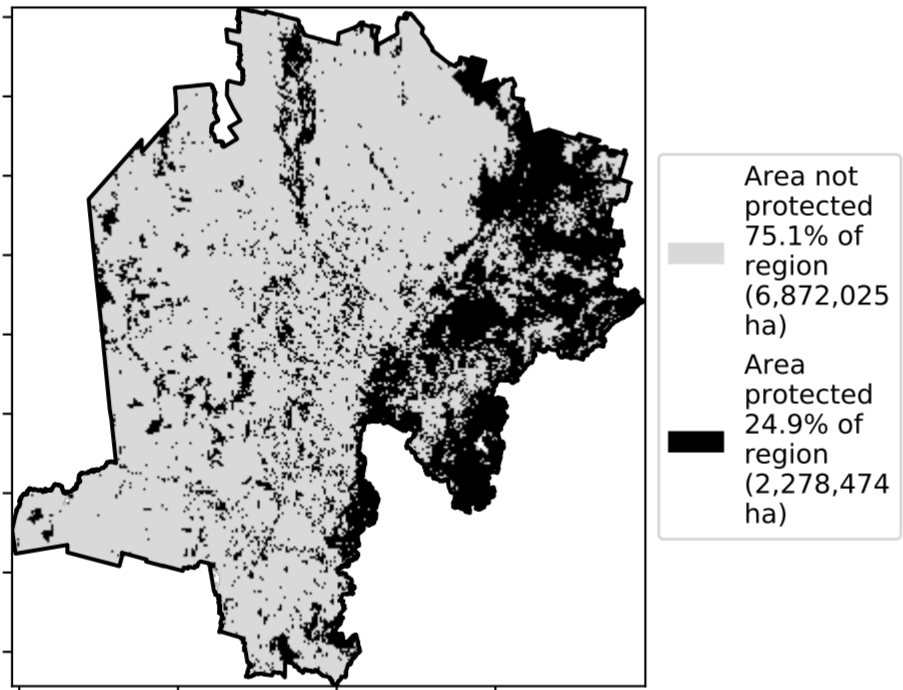 Area not
protected
75.1% of
region
(6,872,025
ha)
Area
protected
24.9% of
region
(2,278,474
ha)